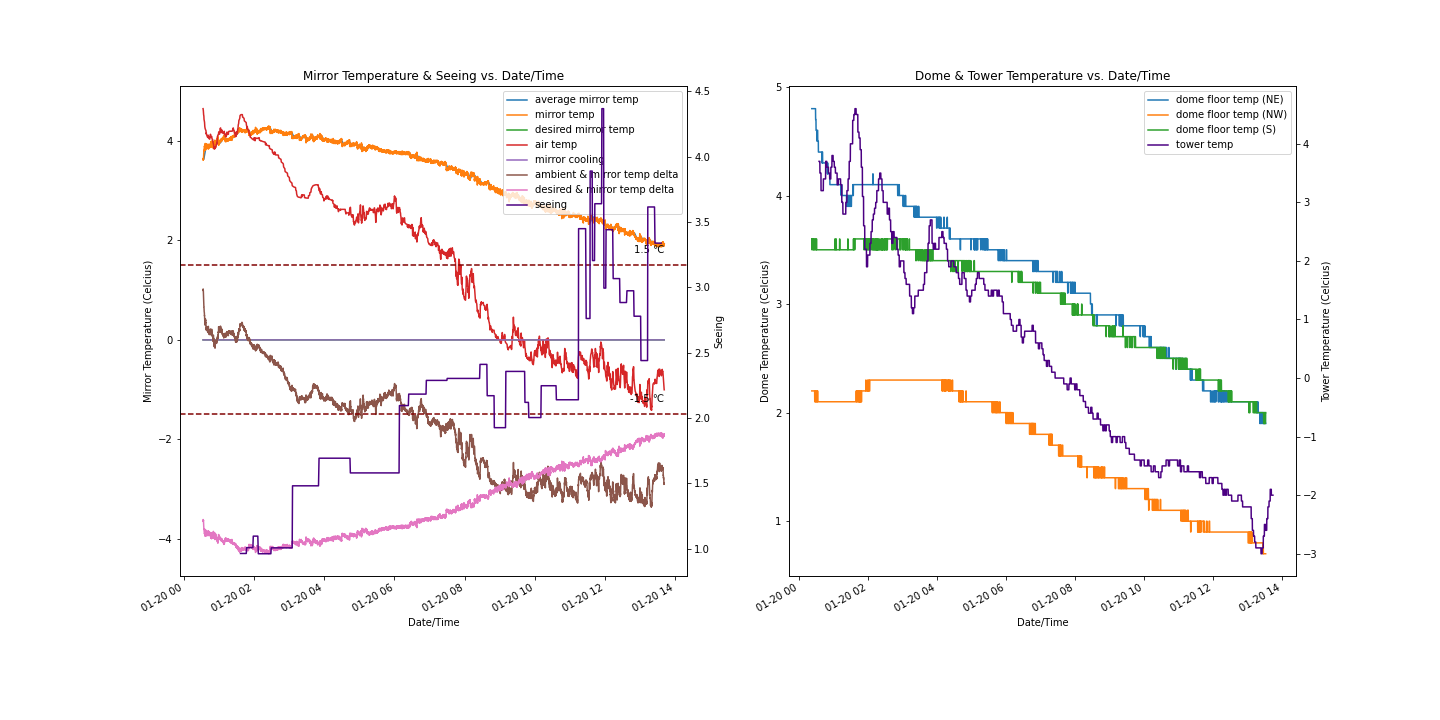 Mirror Temperature & Seeing vs. Date/Time
Mirror Temperature (Celcius)
4
2
0
−2
−4
average mirror temp
mirror temp
desired mirror temp
air temp
mirror cooling
ambient & mirror temp delta
desired & mirror temp delta
seeing
1.5 °C
-1.5 °C
4.5
4.0
3.5
3.0
2.5
2.0
1.5
1.0
Seeing
01-20 00
01-20 02
01-20 04
01-20 06
01-20 08
01-20 10
01-20 12
01-20 14
Date/Time
Dome & Tower Temperature vs. Date/Time
Dome Temperature (Celcius)
5
4
3
2
1
dome floor temp (NE)
dome floor temp (NW)
dome floor temp (S)
tower temp
4
3
2
1
0
−1
−2
−3
Tower Temperature (Celcius)
01-20 00
01-20 02
01-20 04
01-20 06
01-20 08
01-20 10
01-20 12
01-20 14
Date/Time